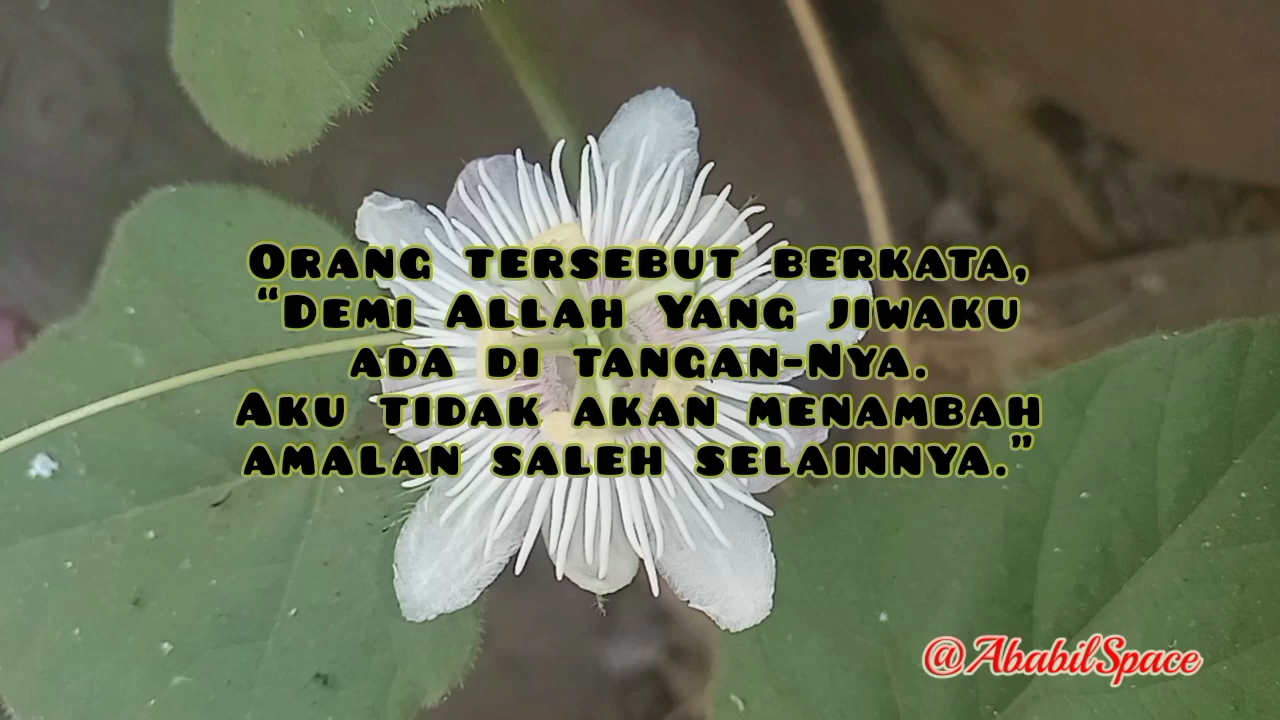 Orang tersebut berkata,
“Demi Allah Yang jiwaku
ada di tangan-Nya.
Aku tidak akan menambah
amalan saleh selainnya.”
@AbabilSpace